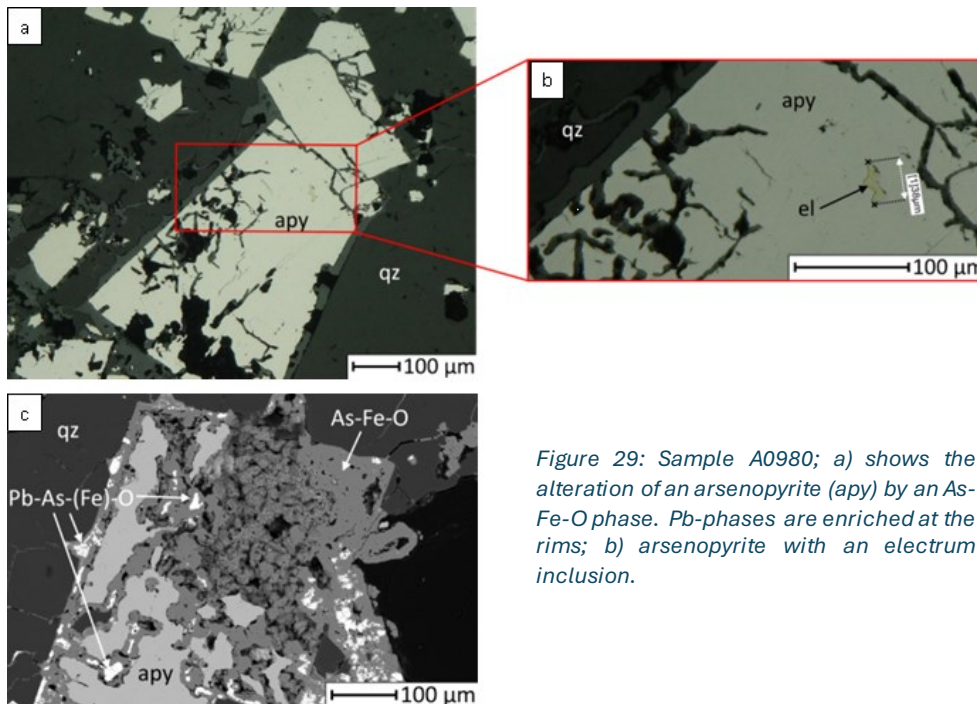 a
apy
qz
100 µm
b
qz
apy
el
[1]38µm
100 µm
c
qz
As-Fe-O
Pb-As-(Fe)-O
apy
100 µm
Figure 29: Sample A0980; a) shows the
alteration of an arsenopyrite (apy) by an As-
Fe-O phase. Pb-phases are enriched at the
rims; b) arsenopyrite with an electrum
inclusion.